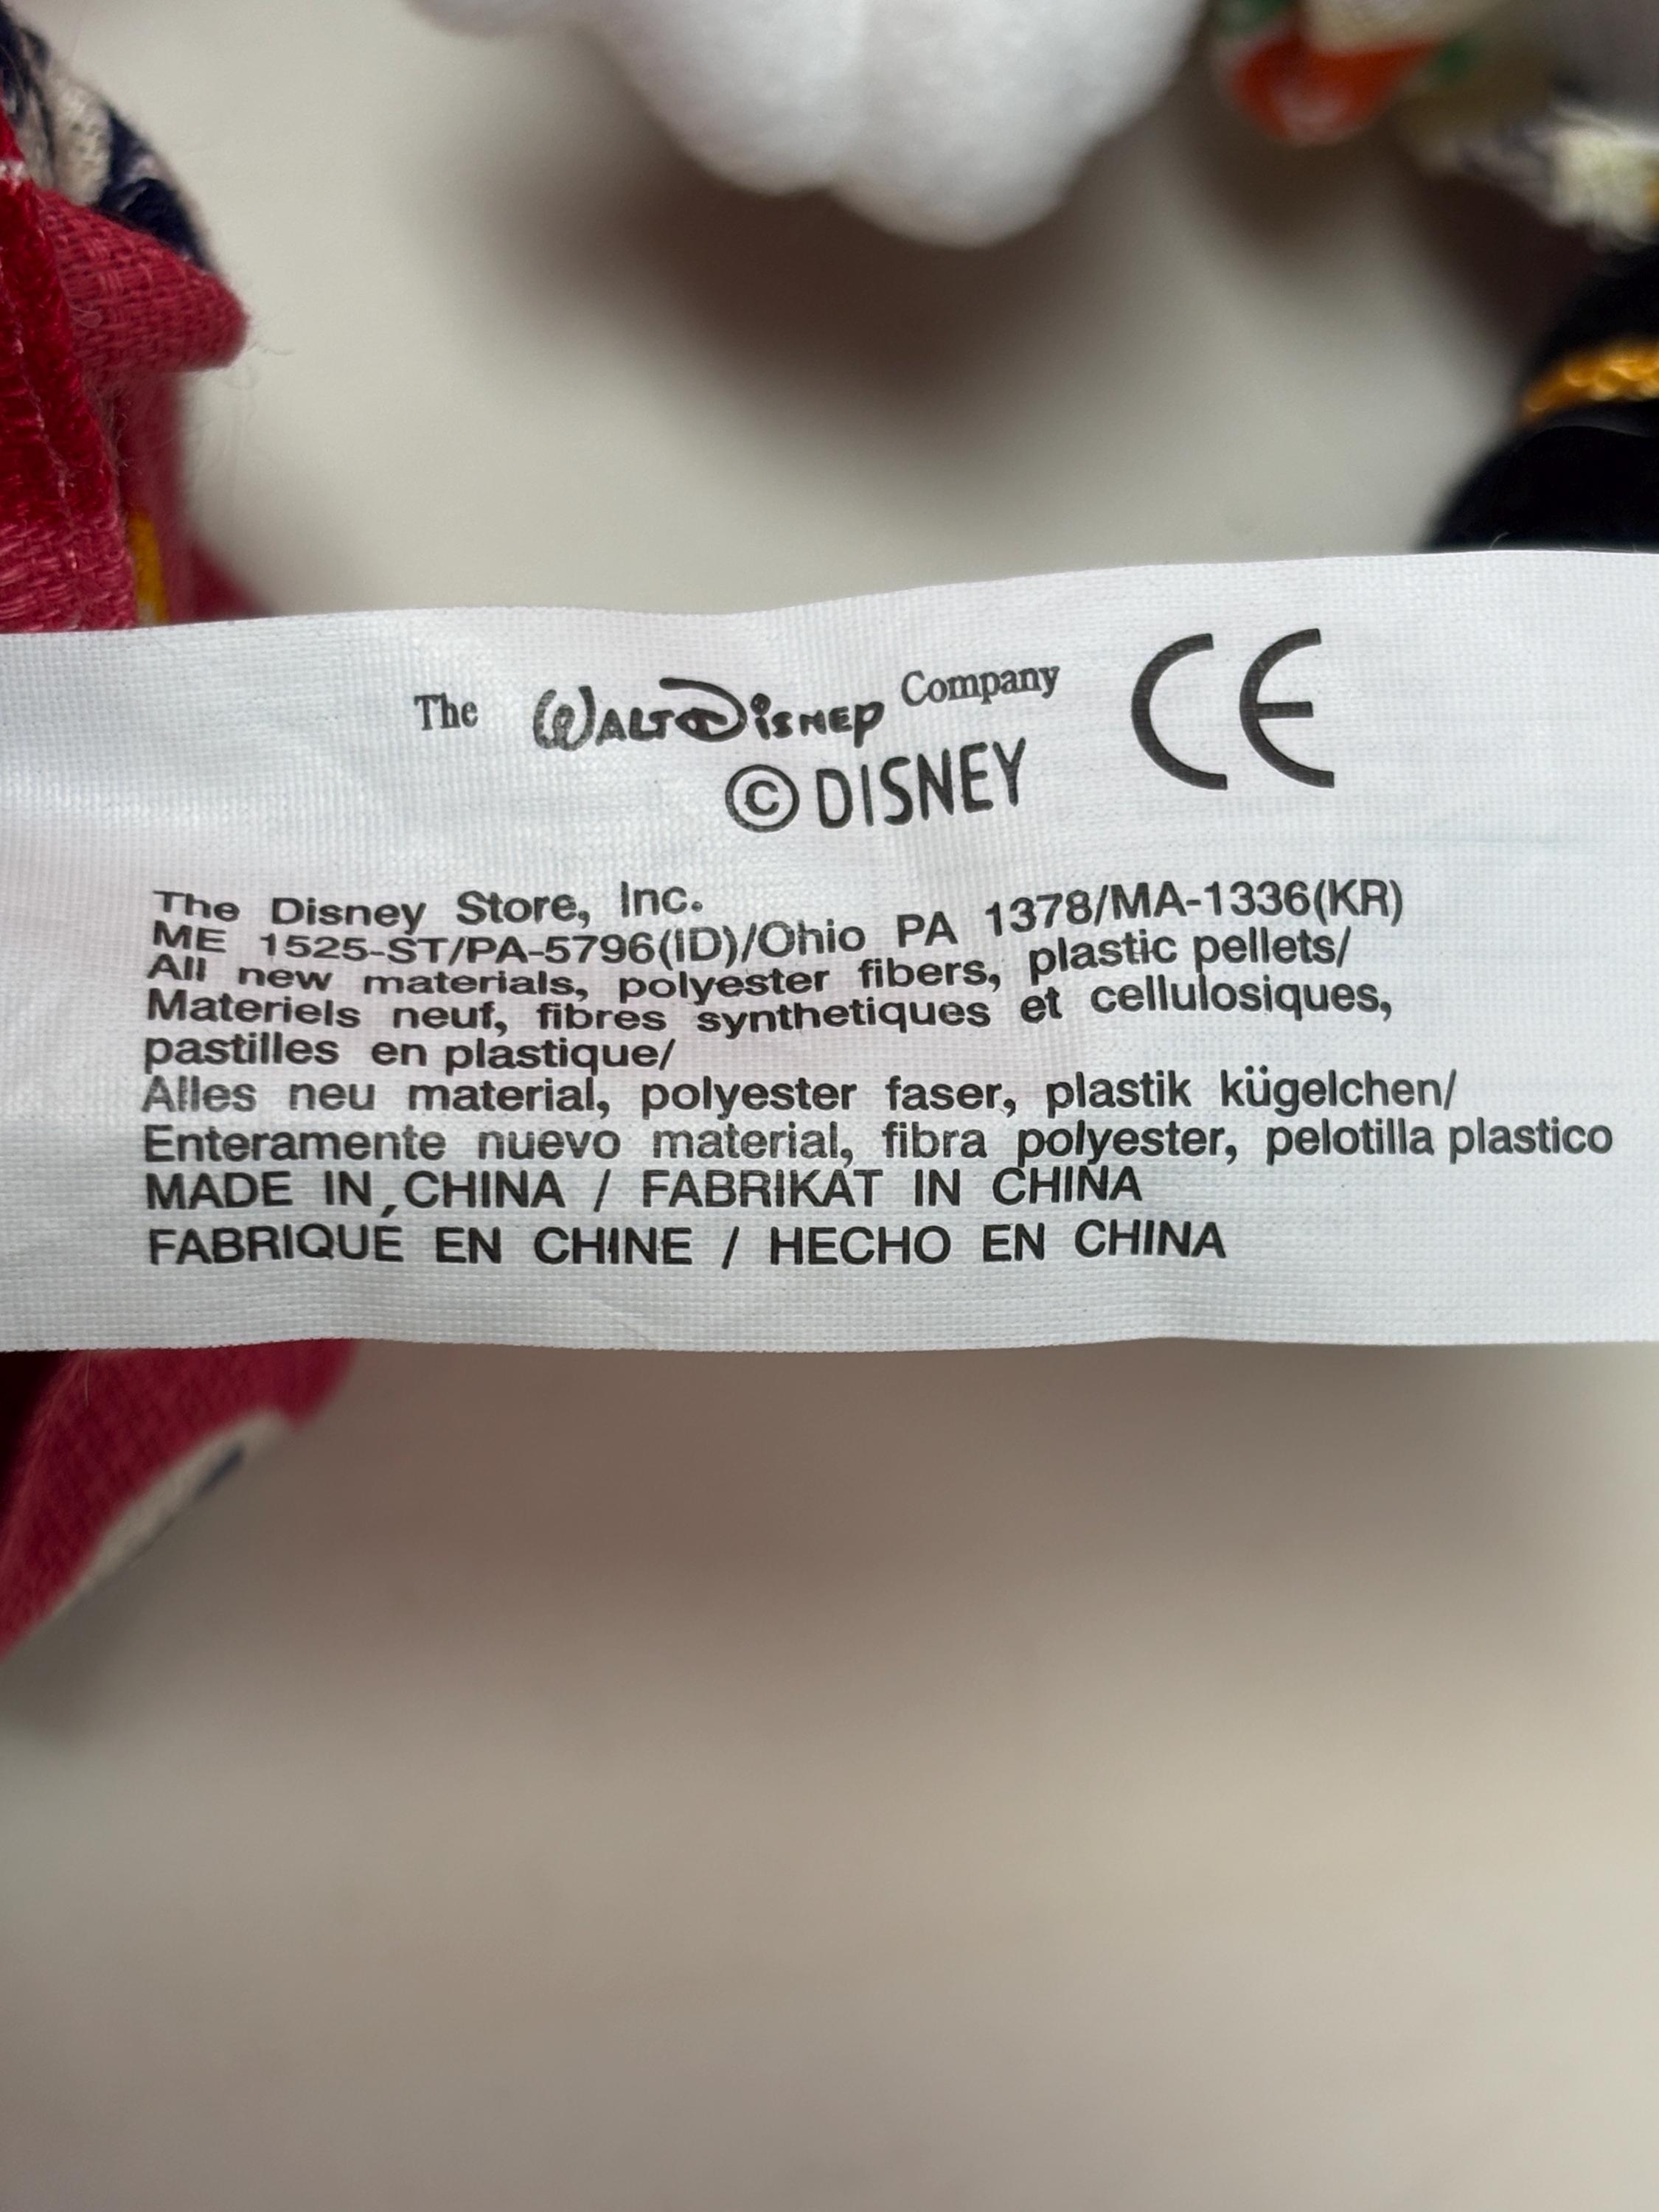 The WALT DISNEY Company CE
© DISNEY
The Disney Store, Inc.
ME 1525-ST/PA-5796(ID)/Ohio PA 1378/MA-1336(KR)
All new materials, polyester fibers, plastic pellets/
Materiels neuf, fibres synthetiques et cellulosiques,
pastilles en plastique/
Alles neu material, polyester faser, plastik kügelchen/
Enteramente nuevo material, fibra polyester, pelotilla plastico
MADE IN CHINA / FABRIKAT IN CHINA
FABRIQUÉ EN CHINE / HECHO EN CHINA